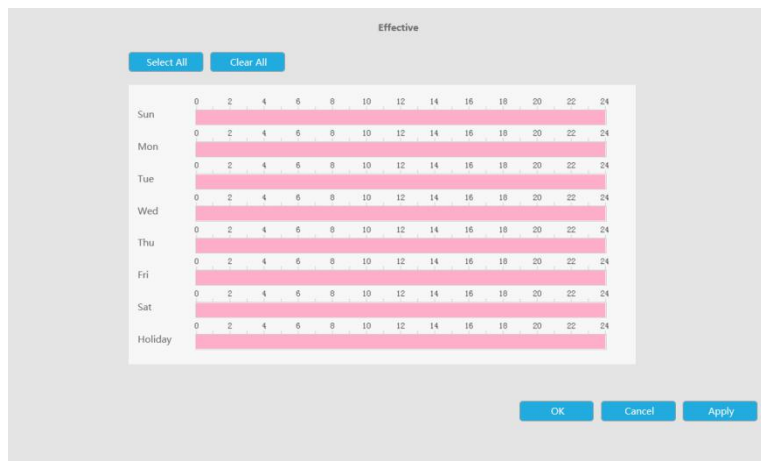 Effective
Select All Clear All
0 2 4 6 8 10 12 14 16 18 20 22 24
Sun
0 2 4 6 8 10 12 14 16 18 20 22 24
Mon
0 2 4 6 8 10 12 14 16 18 20 22 24
Tue
0 2 4 6 8 10 12 14 16 18 20 22 24
Wed
0 2 4 6 8 10 12 14 16 18 20 22 24
Thu
0 2 4 6 8 10 12 14 16 18 20 22 24
Fri
0 2 4 6 8 10 12 14 16 18 20 22 24
Sat
0 2 4 6 8 10 12 14 16 18 20 22 24
Holiday
OK Cancel Apply